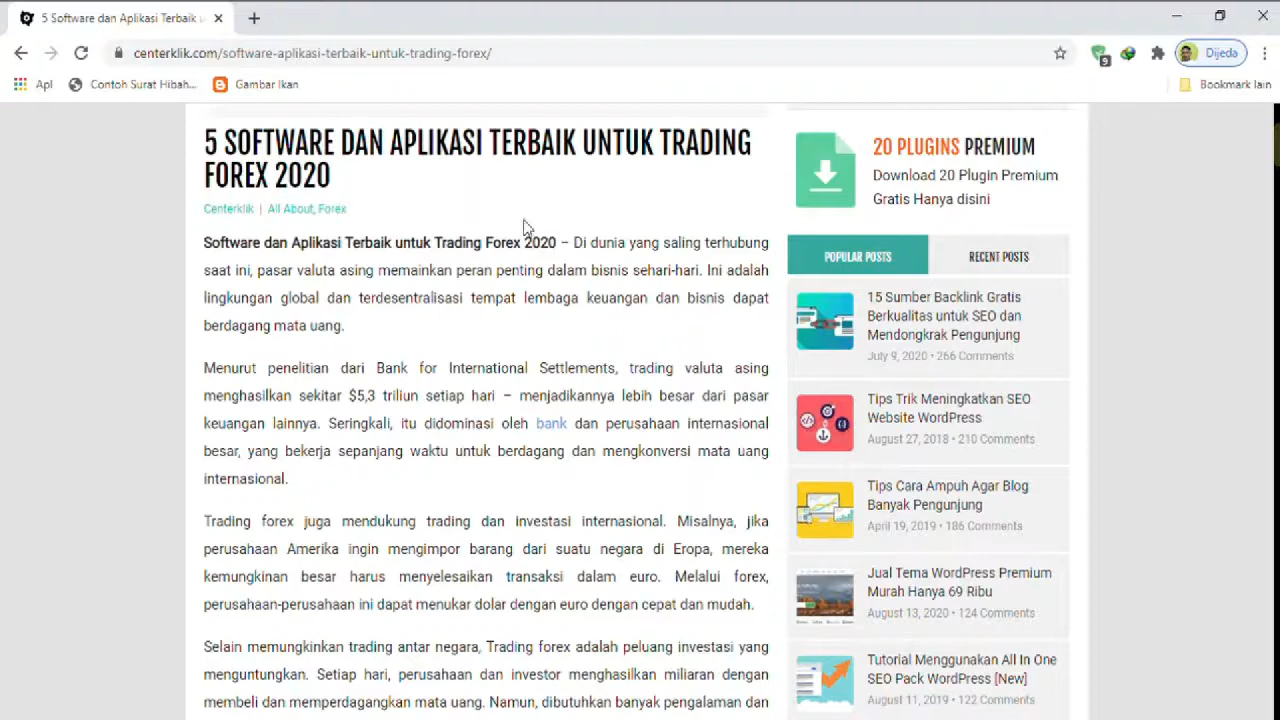 5 Software dan Aplikasi Terbaik u
centerklik.com/software-aplikasi-terbaik-untuk-trading-forex/
9
Dijeda
Apl
Contoh Surat Hibah...
Gambar Ikan
Bookmark lain
5 SOFTWARE DAN APLIKASI TERBAIK UNTUK TRADING
FOREX 2020
Centerklik | All About, Forex
Software dan Aplikasi Terbaik untuk Trading Forex 2020 – Di dunia yang saling terhubung
saat ini, pasar valuta asing memainkan peran penting dalam bisnis sehari-hari. Ini adalah
lingkungan global dan terdesentralisasi tempat lembaga keuangan dan bisnis dapat
berdagang mata uang.
Menurut penelitian dari Bank for International Settlements, trading valuta asing
menghasilkan sekitar $5,3 triliun setiap hari – menjadikannya lebih besar dari pasar
keuangan lainnya. Seringkali, itu didominasi oleh bank dan perusahaan internasional
besar, yang bekerja sepanjang waktu untuk berdagang dan mengkonversi mata uang
internasional.
Trading forex juga mendukung trading dan investasi internasional. Misalnya, jika
perusahaan Amerika ingin mengimpor barang dari suatu negara di Eropa, mereka
kemungkinan besar harus menyelesaikan transaksi dalam euro. Melalui forex,
perusahaan-perusahaan ini dapat menukar dolar dengan euro dengan cepat dan mudah.
Selain memungkinkan trading antar negara, Trading forex adalah peluang investasi yang
menguntungkan. Setiap hari, perusahaan dan investor menghasilkan miliaran dengan
membeli dan memperdagangkan mata uang. Namun, dibutuhkan banyak pengalaman dan
20 PLUGINS PREMIUM
Download 20 Plugin Premium
Gratis Hanya disini
POPULAR POSTS
RECENT POSTS
15 Sumber Backlink Gratis
Berkualitas untuk SEO dan
Mendongkrak Pengunjung
July 9, 2020 • 266 Comments
Tips Trik Meningkatkan SEO
Website WordPress
August 27, 2018 • 210 Comments
Tips Cara Ampuh Agar Blog
Banyak Pengunjung
April 19, 2019 • 186 Comments
Jual Tema WordPress Premium
Murah Hanya 69 Ribu
August 13, 2020 • 124 Comments
Tutorial Menggunakan All In One
SEO Pack WordPress [New]
August 11, 2019 • 122 Comments